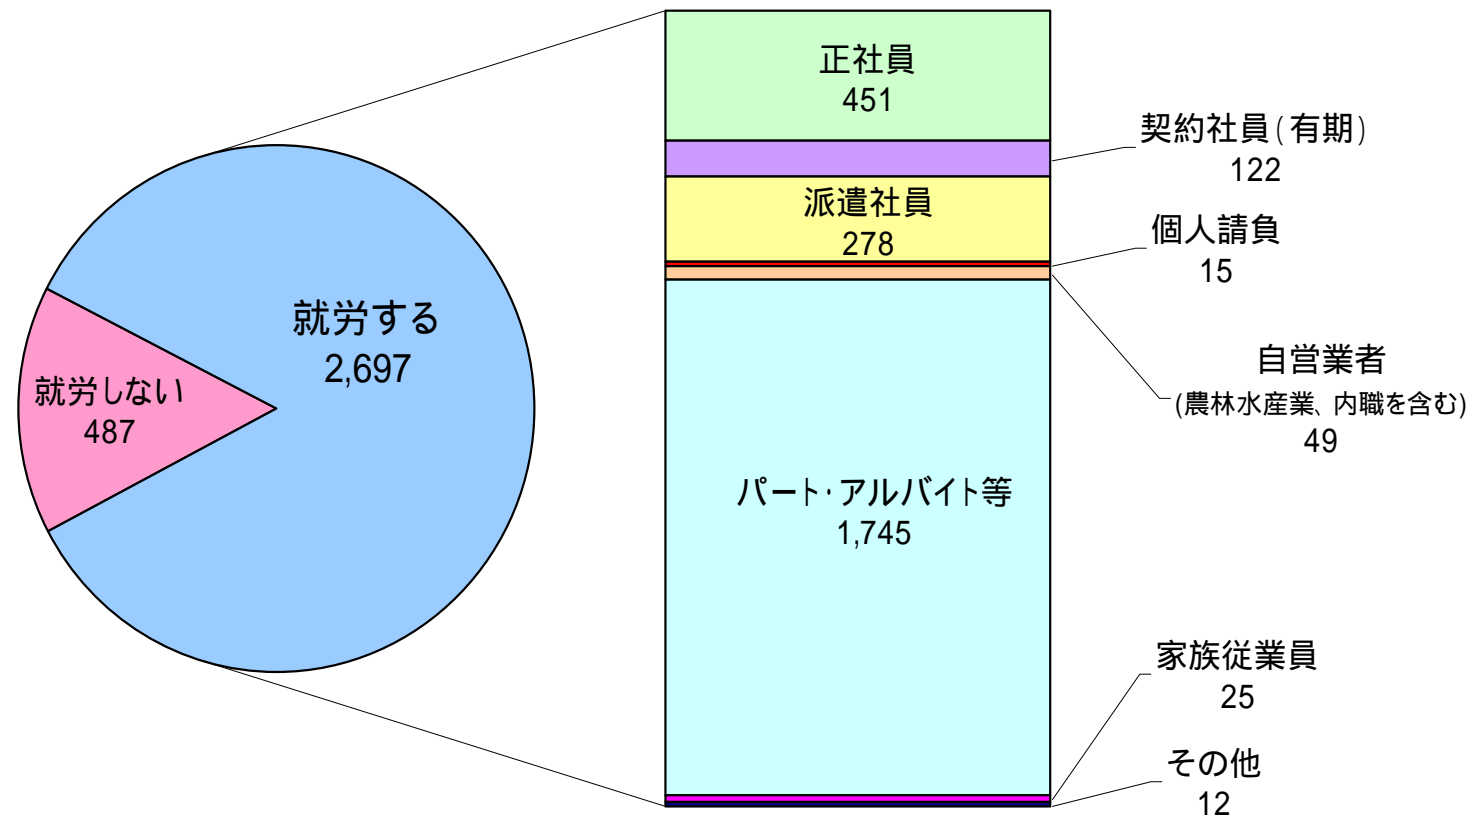 正社員
451
契約社員(有期)
122
派遣社員
278
個人請負
15
就労する
2,697
自営業者
(農林水産業、内職を含む)
49
就労しない
487
パート・アルバイト等
1,745
家族従業員
25
その他
12